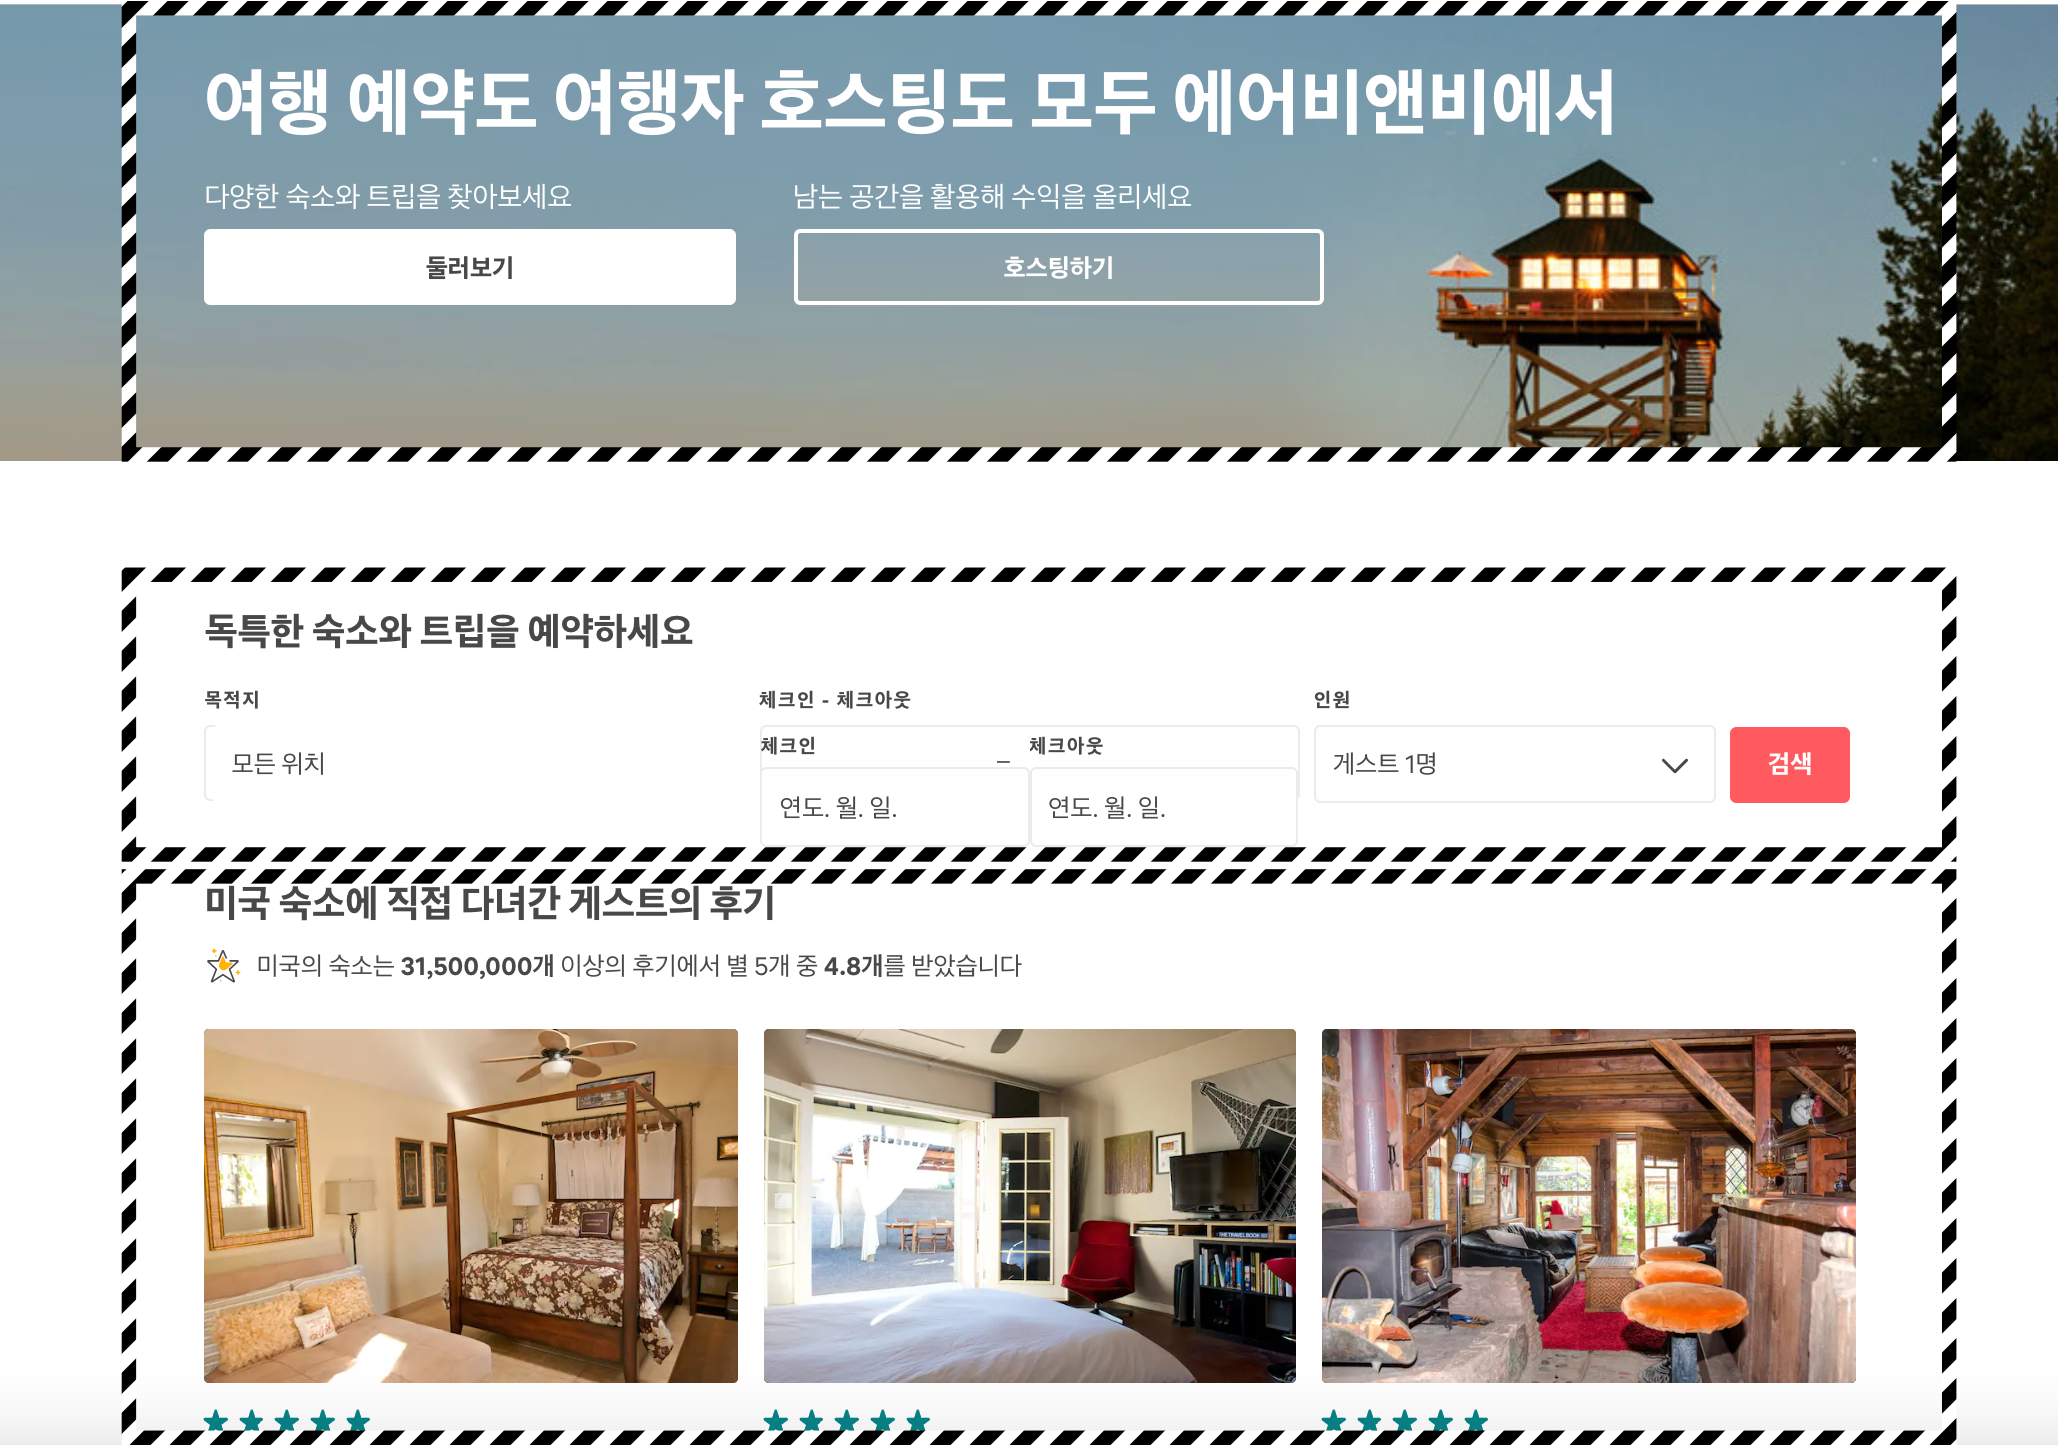 여행 예약도 여행자 호스팅도 모두 에어비앤비에서
다양한 숙소와 트립을 찾아보세요
둘러보기
남는 공간을 활용해 수익을 올리세요
호스팅하기
독특한 숙소와 트립을 예약하세요
목적지
모든 위치
체크인 - 체크아웃
체크인
연도. 월. 일.
–
체크아웃
연도. 월. 일.
인원
게스트 1명
검색
미국 숙소에 직접 다녀간 게스트의 후기
미국의 숙소는 31,500,000개 이상의 후기에서 별 5개 중 4.8개를 받았습니다
THE TRAVEL BOOK